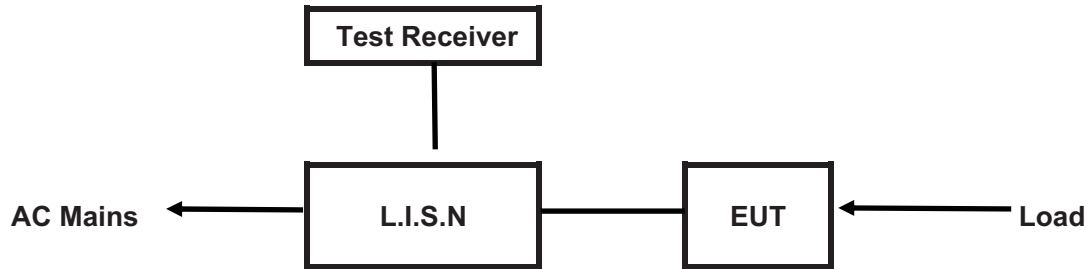 Test Receiver
AC Mains
L.I.S.N
EUT
Load